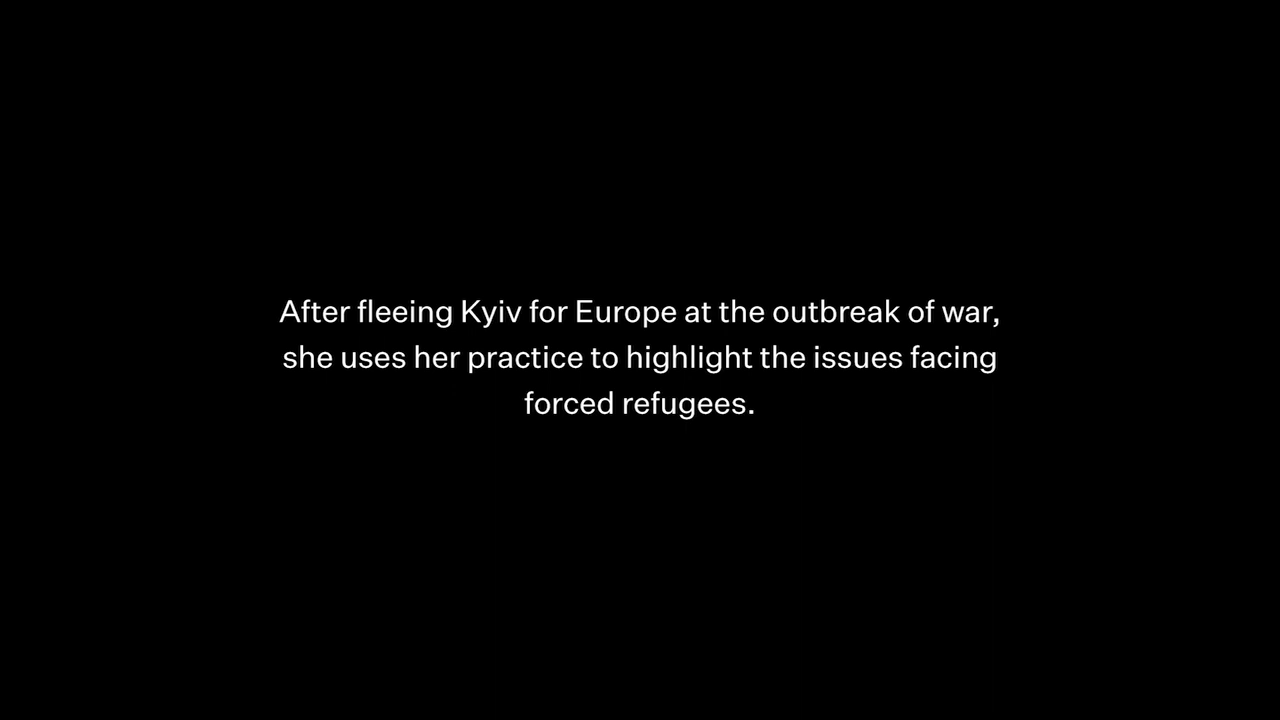 After fleeing Kyiv for Europe at the outbreak of war,
she uses her practice to highlight the issues facing
forced refugees.